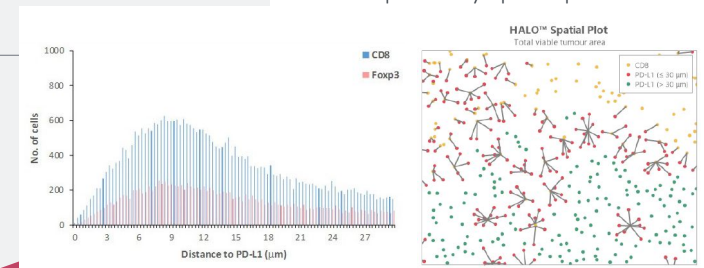 1000
800
600
400
200
0
No. of cells
CD8
Foxp3
0 3 6 9 12 15 18 21 24 27
Distance to PD-L1 (μm)
HALO™ Spatial Plot
Total viable tumour area
CD8
PD-L1 (≤ 30 μm)
PD-L1 (> 30 μm)